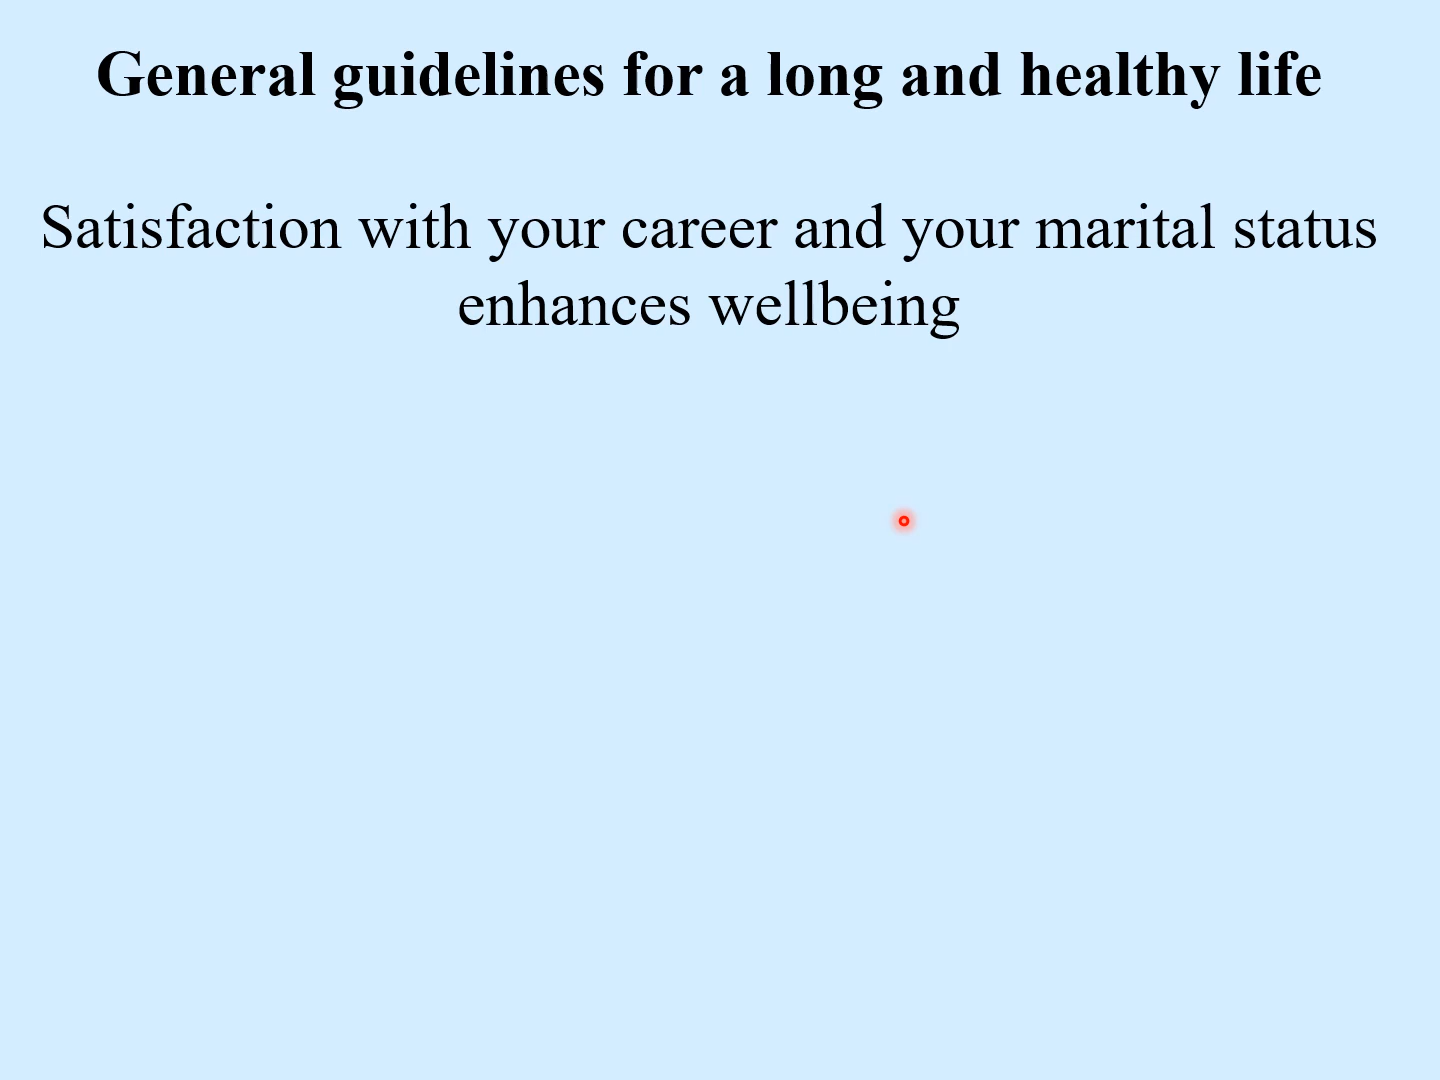 General guidelines for a long and healthy life
Satisfaction with your career and your marital status
enhances wellbeing